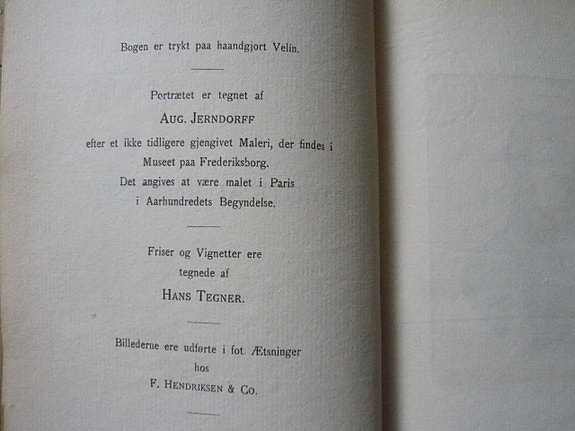 Bogen er trykt paa haandgjort Velin.
Portrætet er tegnet af
AUG. JERNDORFF
efter et ikke tidligere gjengivet Maleri, der findes i
Museet paa Frederiksborg.
Det angives at være malet i Paris
i Aarhundredets Begyndelse.
Friser og Vignetter ere
tegnede af
HANS TEGNER.
Billederne ere udførte i fot. Ætsninger
hos
F. HENDRIKSEN & CO.